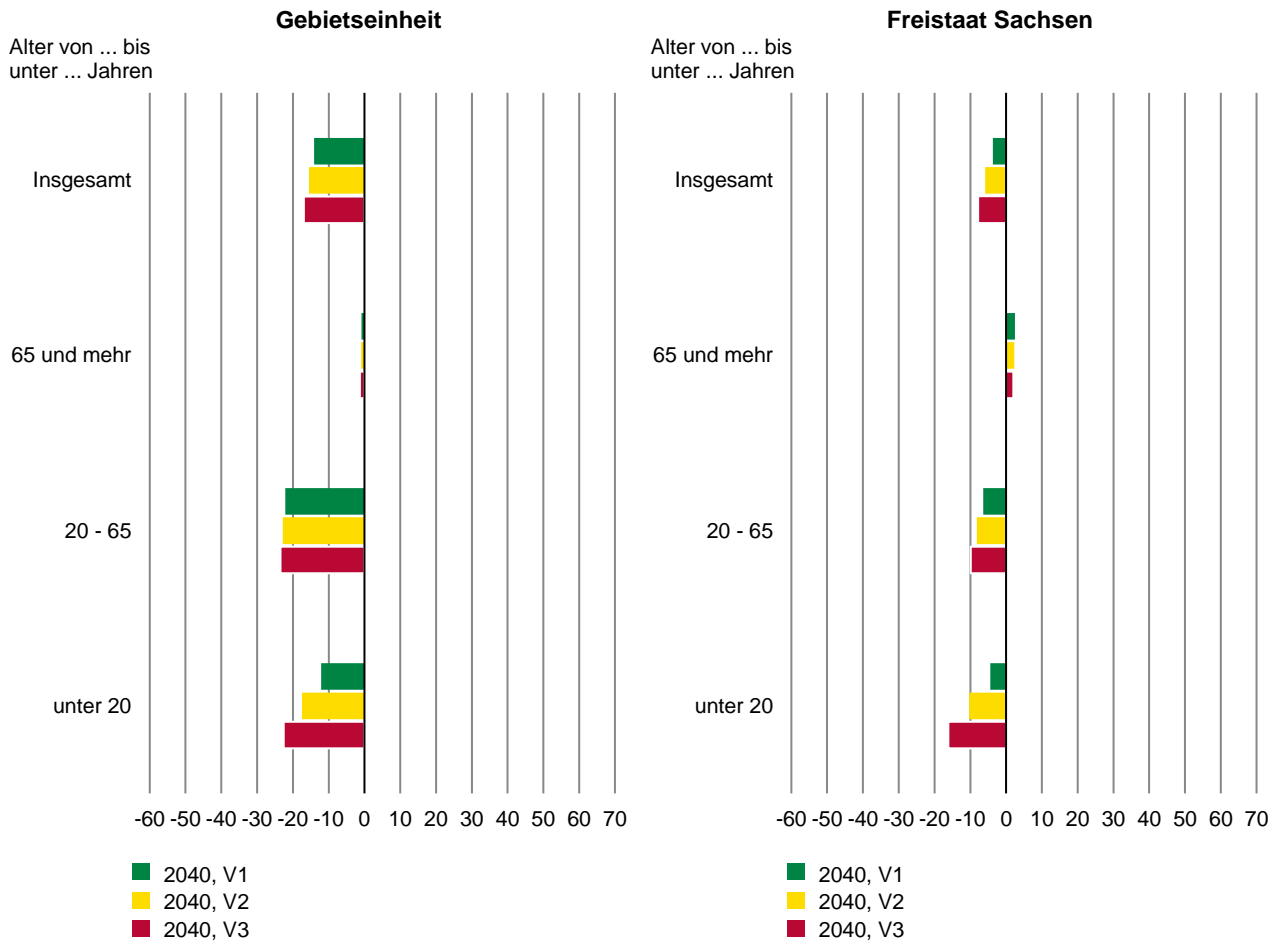 Gebietseinheit
Alter von ... bis
unter ... Jahren
Insgesamt
65 und mehr
20 - 65
unter 20
-60 -50 -40 -30 -20 -10 0 10 20 30 40 50 60 70
2040, V1
2040, V2
2040, V3
Freistaat Sachsen
Alter von ... bis
unter ... Jahren
Insgesamt
65 und mehr
20 - 65
unter 20
-60 -50 -40 -30 -20 -10 0 10 20 30 40 50 60 70
2040, V1
2040, V2
2040, V3